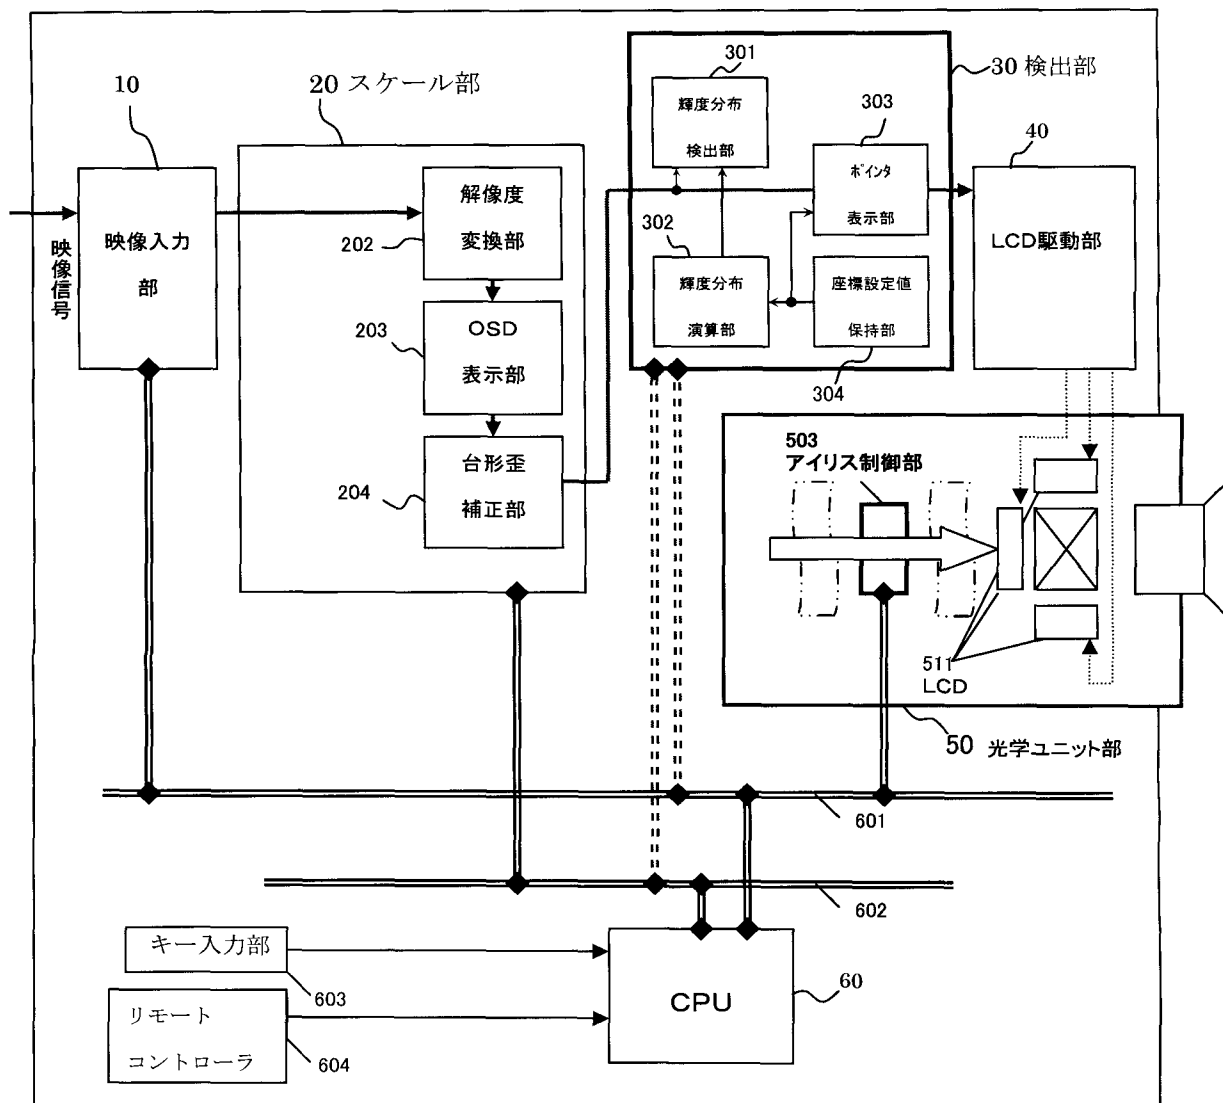 10
20 スケール部
301
30 検出部
303
40
映像信号
映像入力
部
解像度
変換部
202
OSD
表示部
203
台形歪
補正部
204
輝度分布
検出部
302
輝度分布
演算部
ポインタ
表示部
座標設定値
保持部
304
LCD駆動部
503
アイリス制御部
511
LCD
50 光学ユニット部
601
602
キー入力部
603
リモート
コントローラ
604
CPU
60